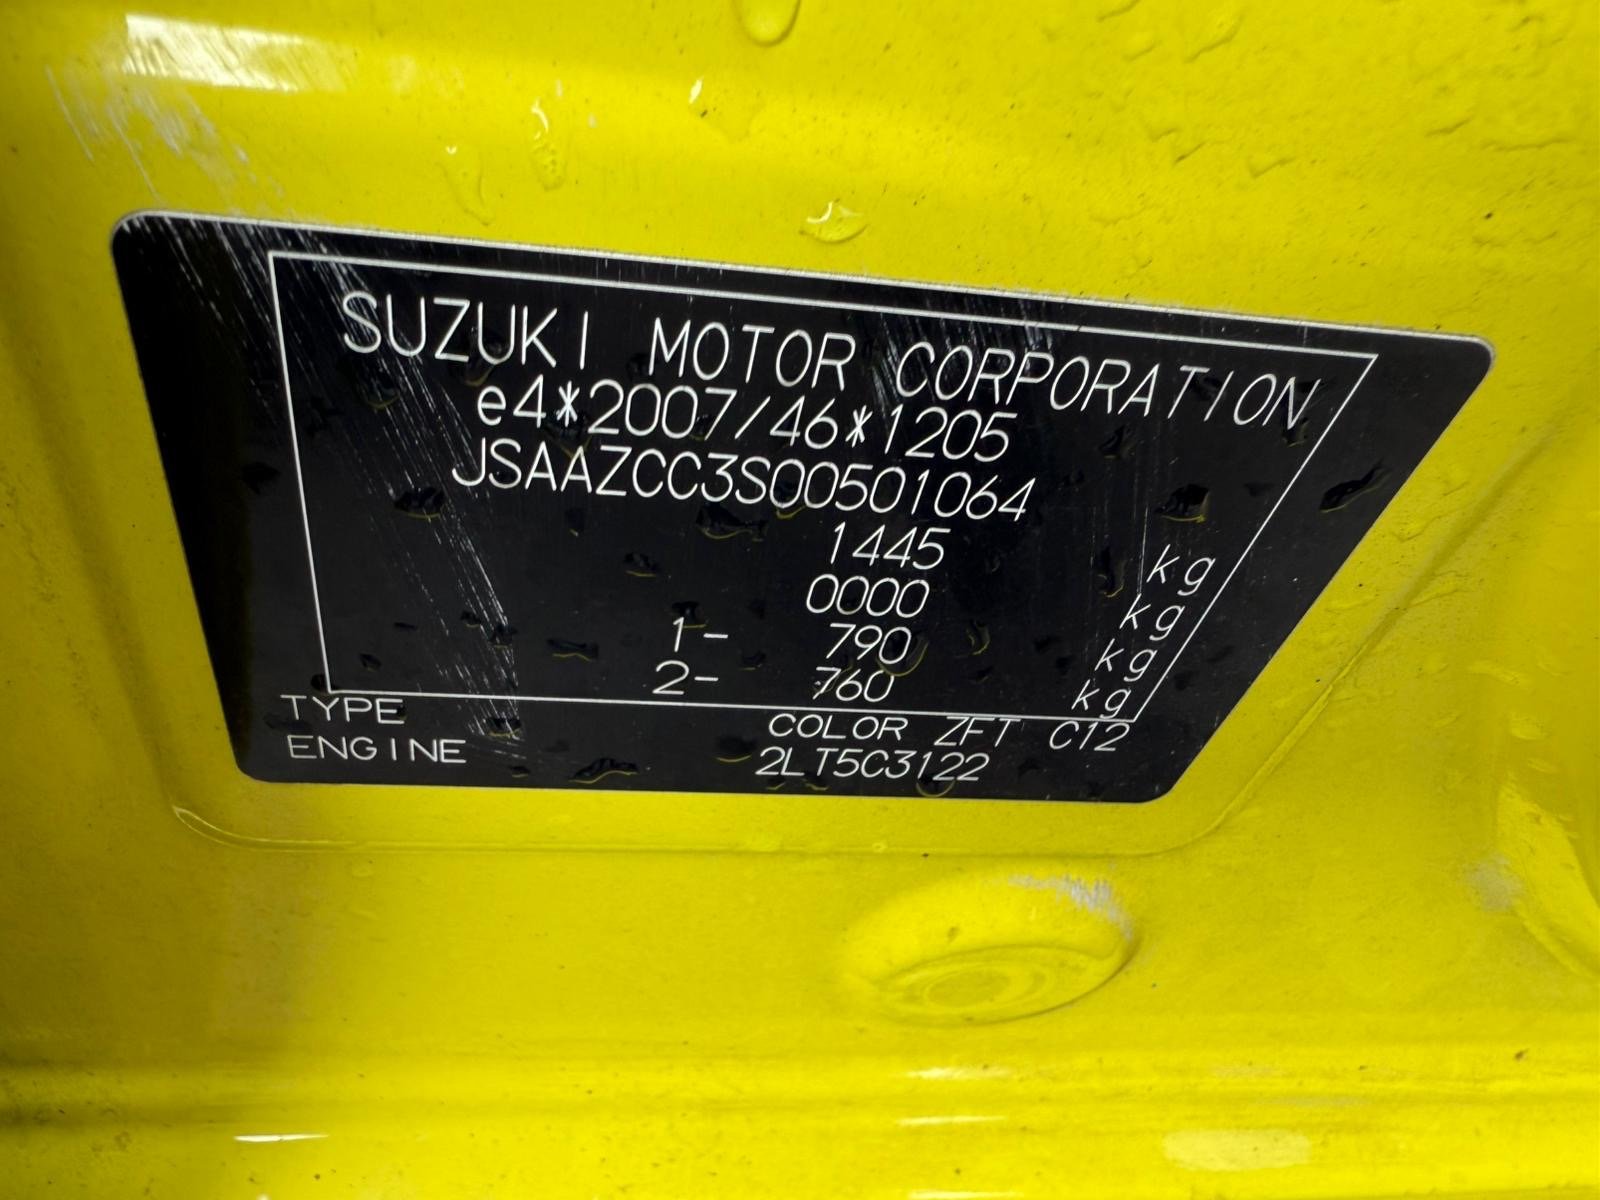 SUZUKI MOTOR CORPORATION
e4*2007/46*1205
JSAAZCC3S00501064
1445 kg
0000 kg
1- 790 kg
2- 760 kg
TYPE COLOR ZFT C12
ENGINE 2LT5C3122